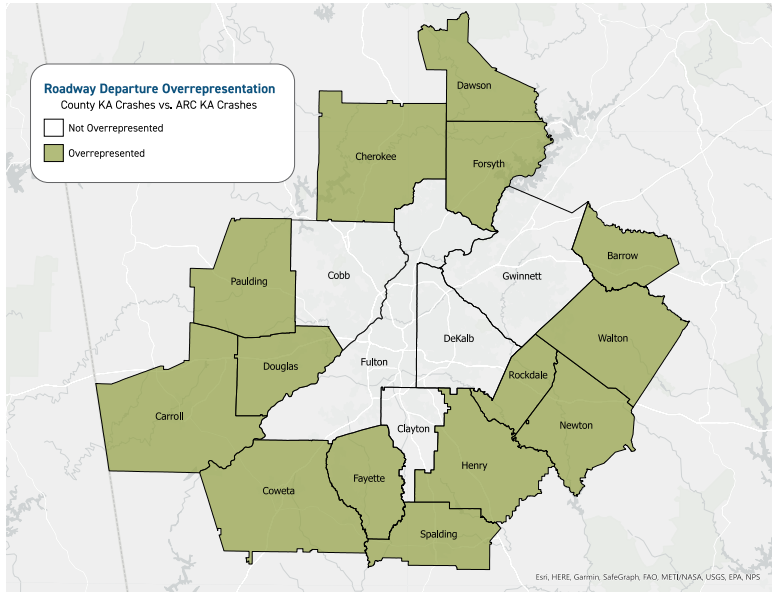 Roadway Departure Overrepresentation
County KA Crashes vs. ARC KA Crashes
Not Overrepresented
Overrepresented
Dawson
Cherokee
Forsyth
Barrow
Cobb
Gwinnett
Paulding
DeKalb
Walton
Fulton
Douglas
Rockdale
Carroll
Newton
Clayton
Henry
Fayette
Coweta
Spalding
Esri, HERE, Garmin, SafeGraph, FAO, METI/NASA, USGS, EPA, NPS